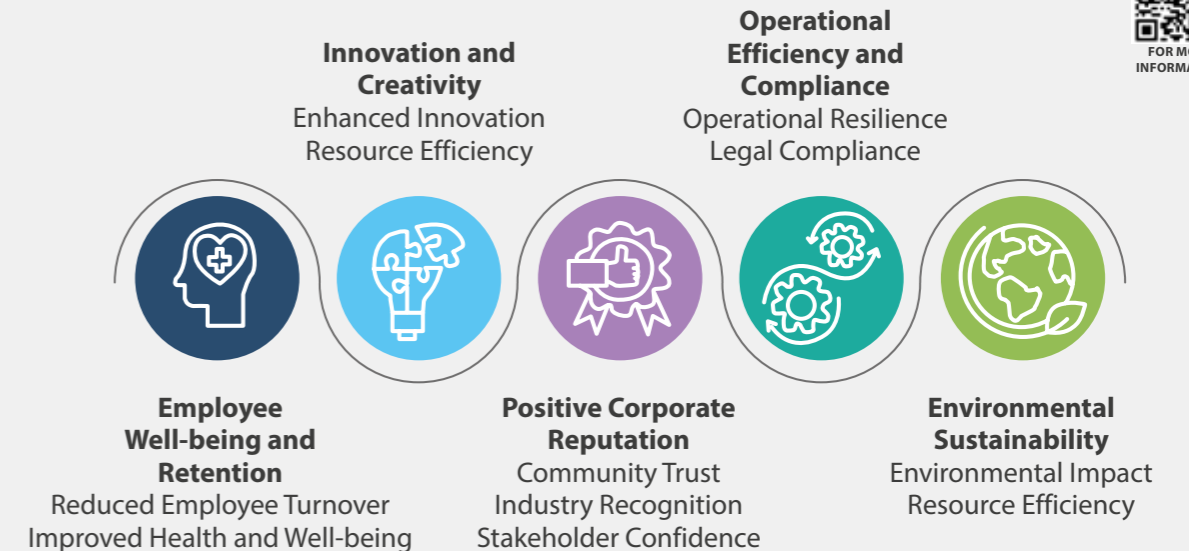 Innovation and
Creativity
Enhanced Innovation
Resource Efficiency
Operational
Efficiency and
Compliance
Operational Resilience
Legal Compliance
FOR
Employee
Well-being and
Retention
Reduced Employee Turnover
Improved Health and Well-being
Positive Corporate
Reputation
Community Trust
Industry Recognition
Stakeholder Confidence
Environmental
Sustainability
Environmental Impact
Resource Efficiency